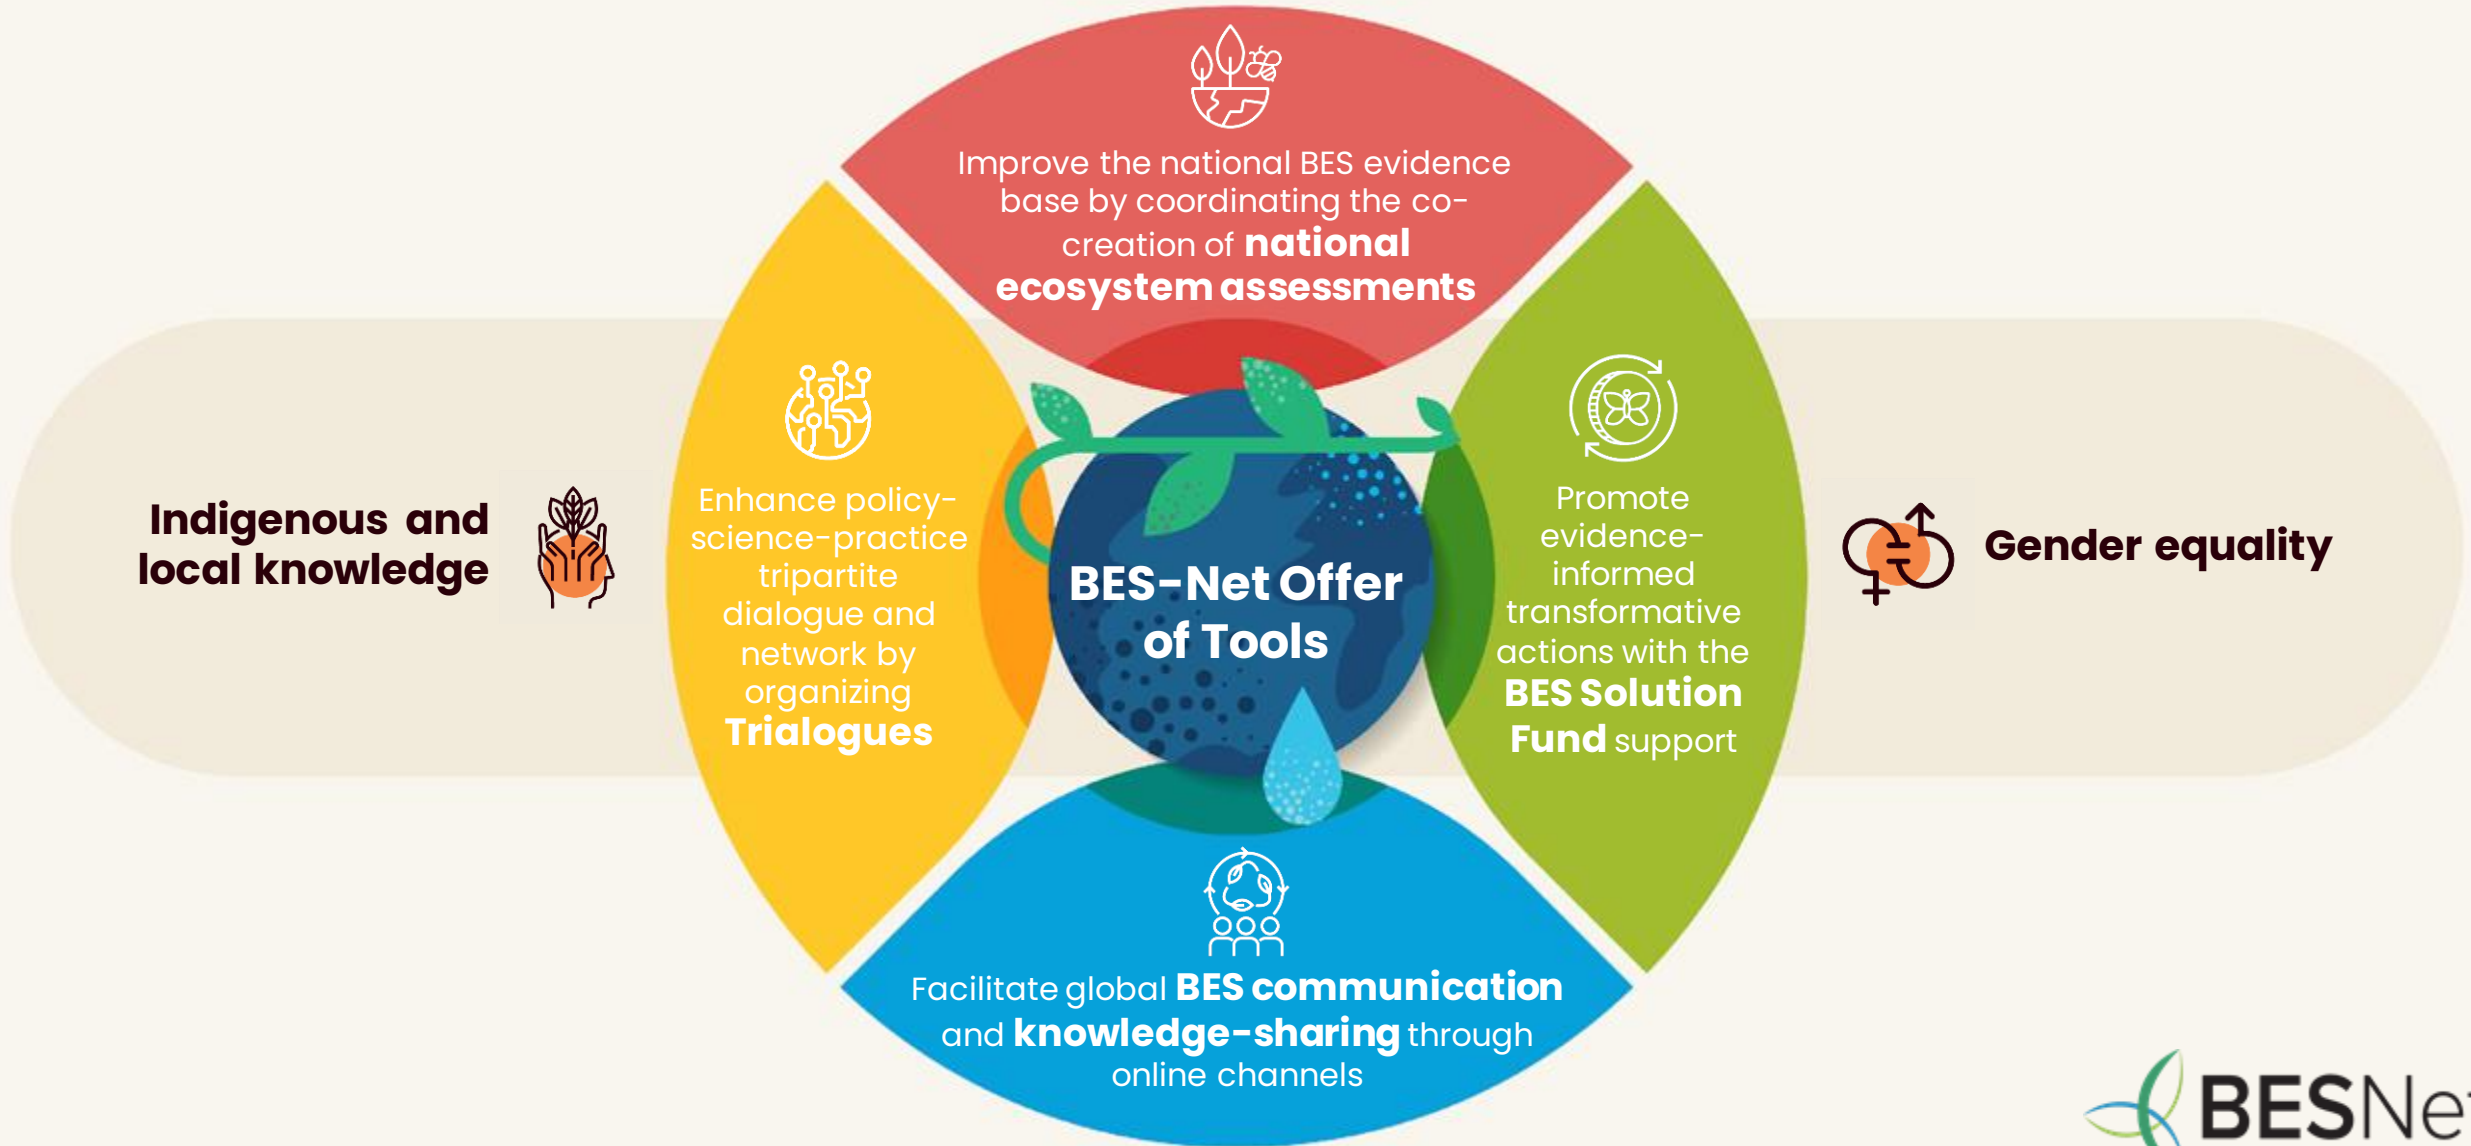 Improve the national BES evidence
base by coordinating the co-
creation of national
ecosystem assessments
Indigenous and
local knowledge
Enhance policy-
science-practice
tripartite
dialogue and
network by
organizing
Trialogues
BES-Net Offer
of Tools
Promote
evidence-
informed
transformative
actions with the
BES Solution
Fund support
Gender equality
Facilitate global BES communication
and knowledge-sharing through
online channels
BESNet